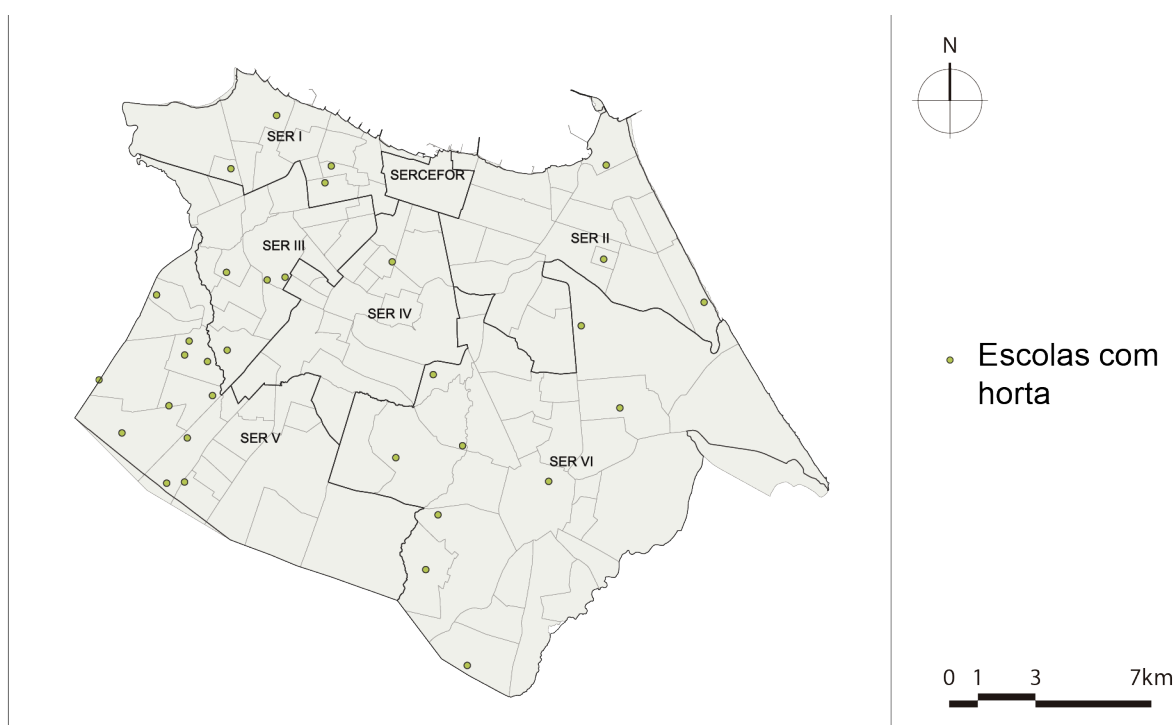 N
SER I
SERCEFOR
SER II
SER III
SER IV
SER V
SER VI
Escolas com
horta
0 1 3 7km